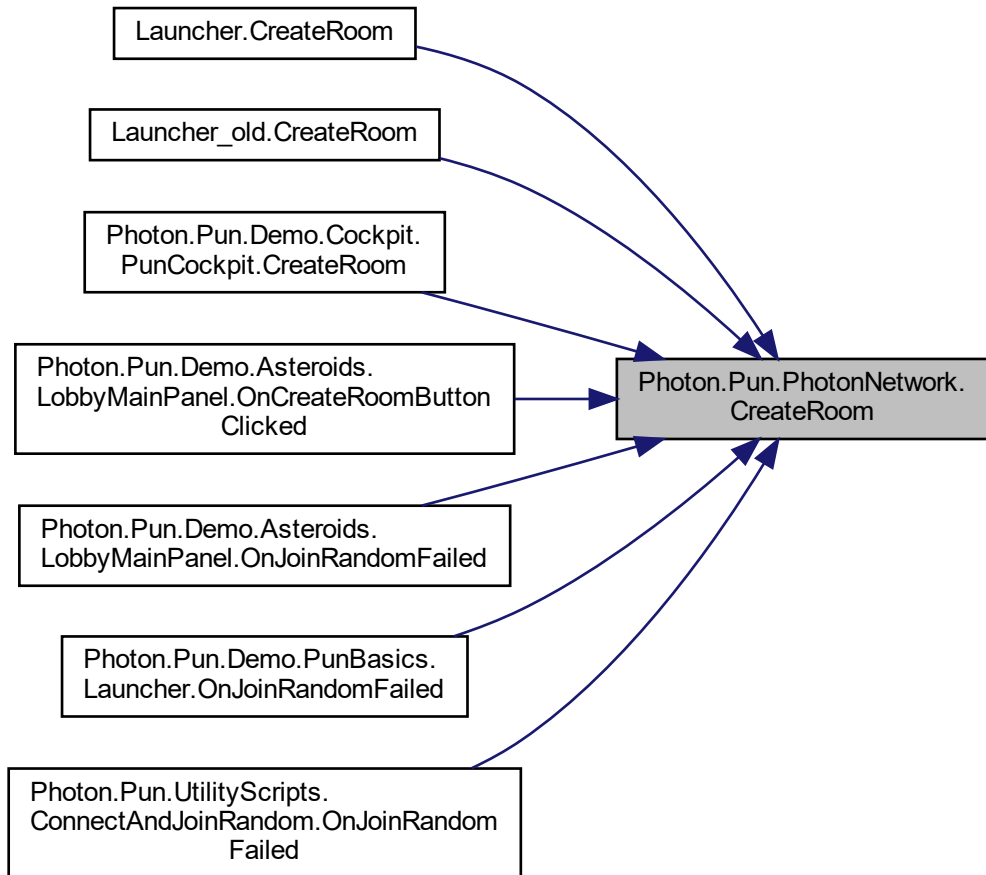 Launcher.CreateRoom
Launcher_old.CreateRoom
Photon.Pun.Demo.Cockpit.
PunCockpit.CreateRoom
Photon.Pun.Demo.Asteroids.
LobbyMainPanel.OnCreateRoomButton
Clicked
Photon.Pun.PhotonNetwork.
CreateRoom
Photon.Pun.Demo.Asteroids.
LobbyMainPanel.OnJoinRandomFailed
Photon.Pun.Demo.PunBasics.
Launcher.OnJoinRandomFailed
Photon.Pun.UtilityScripts.
ConnectAndJoinRandom.OnJoinRandom
Failed